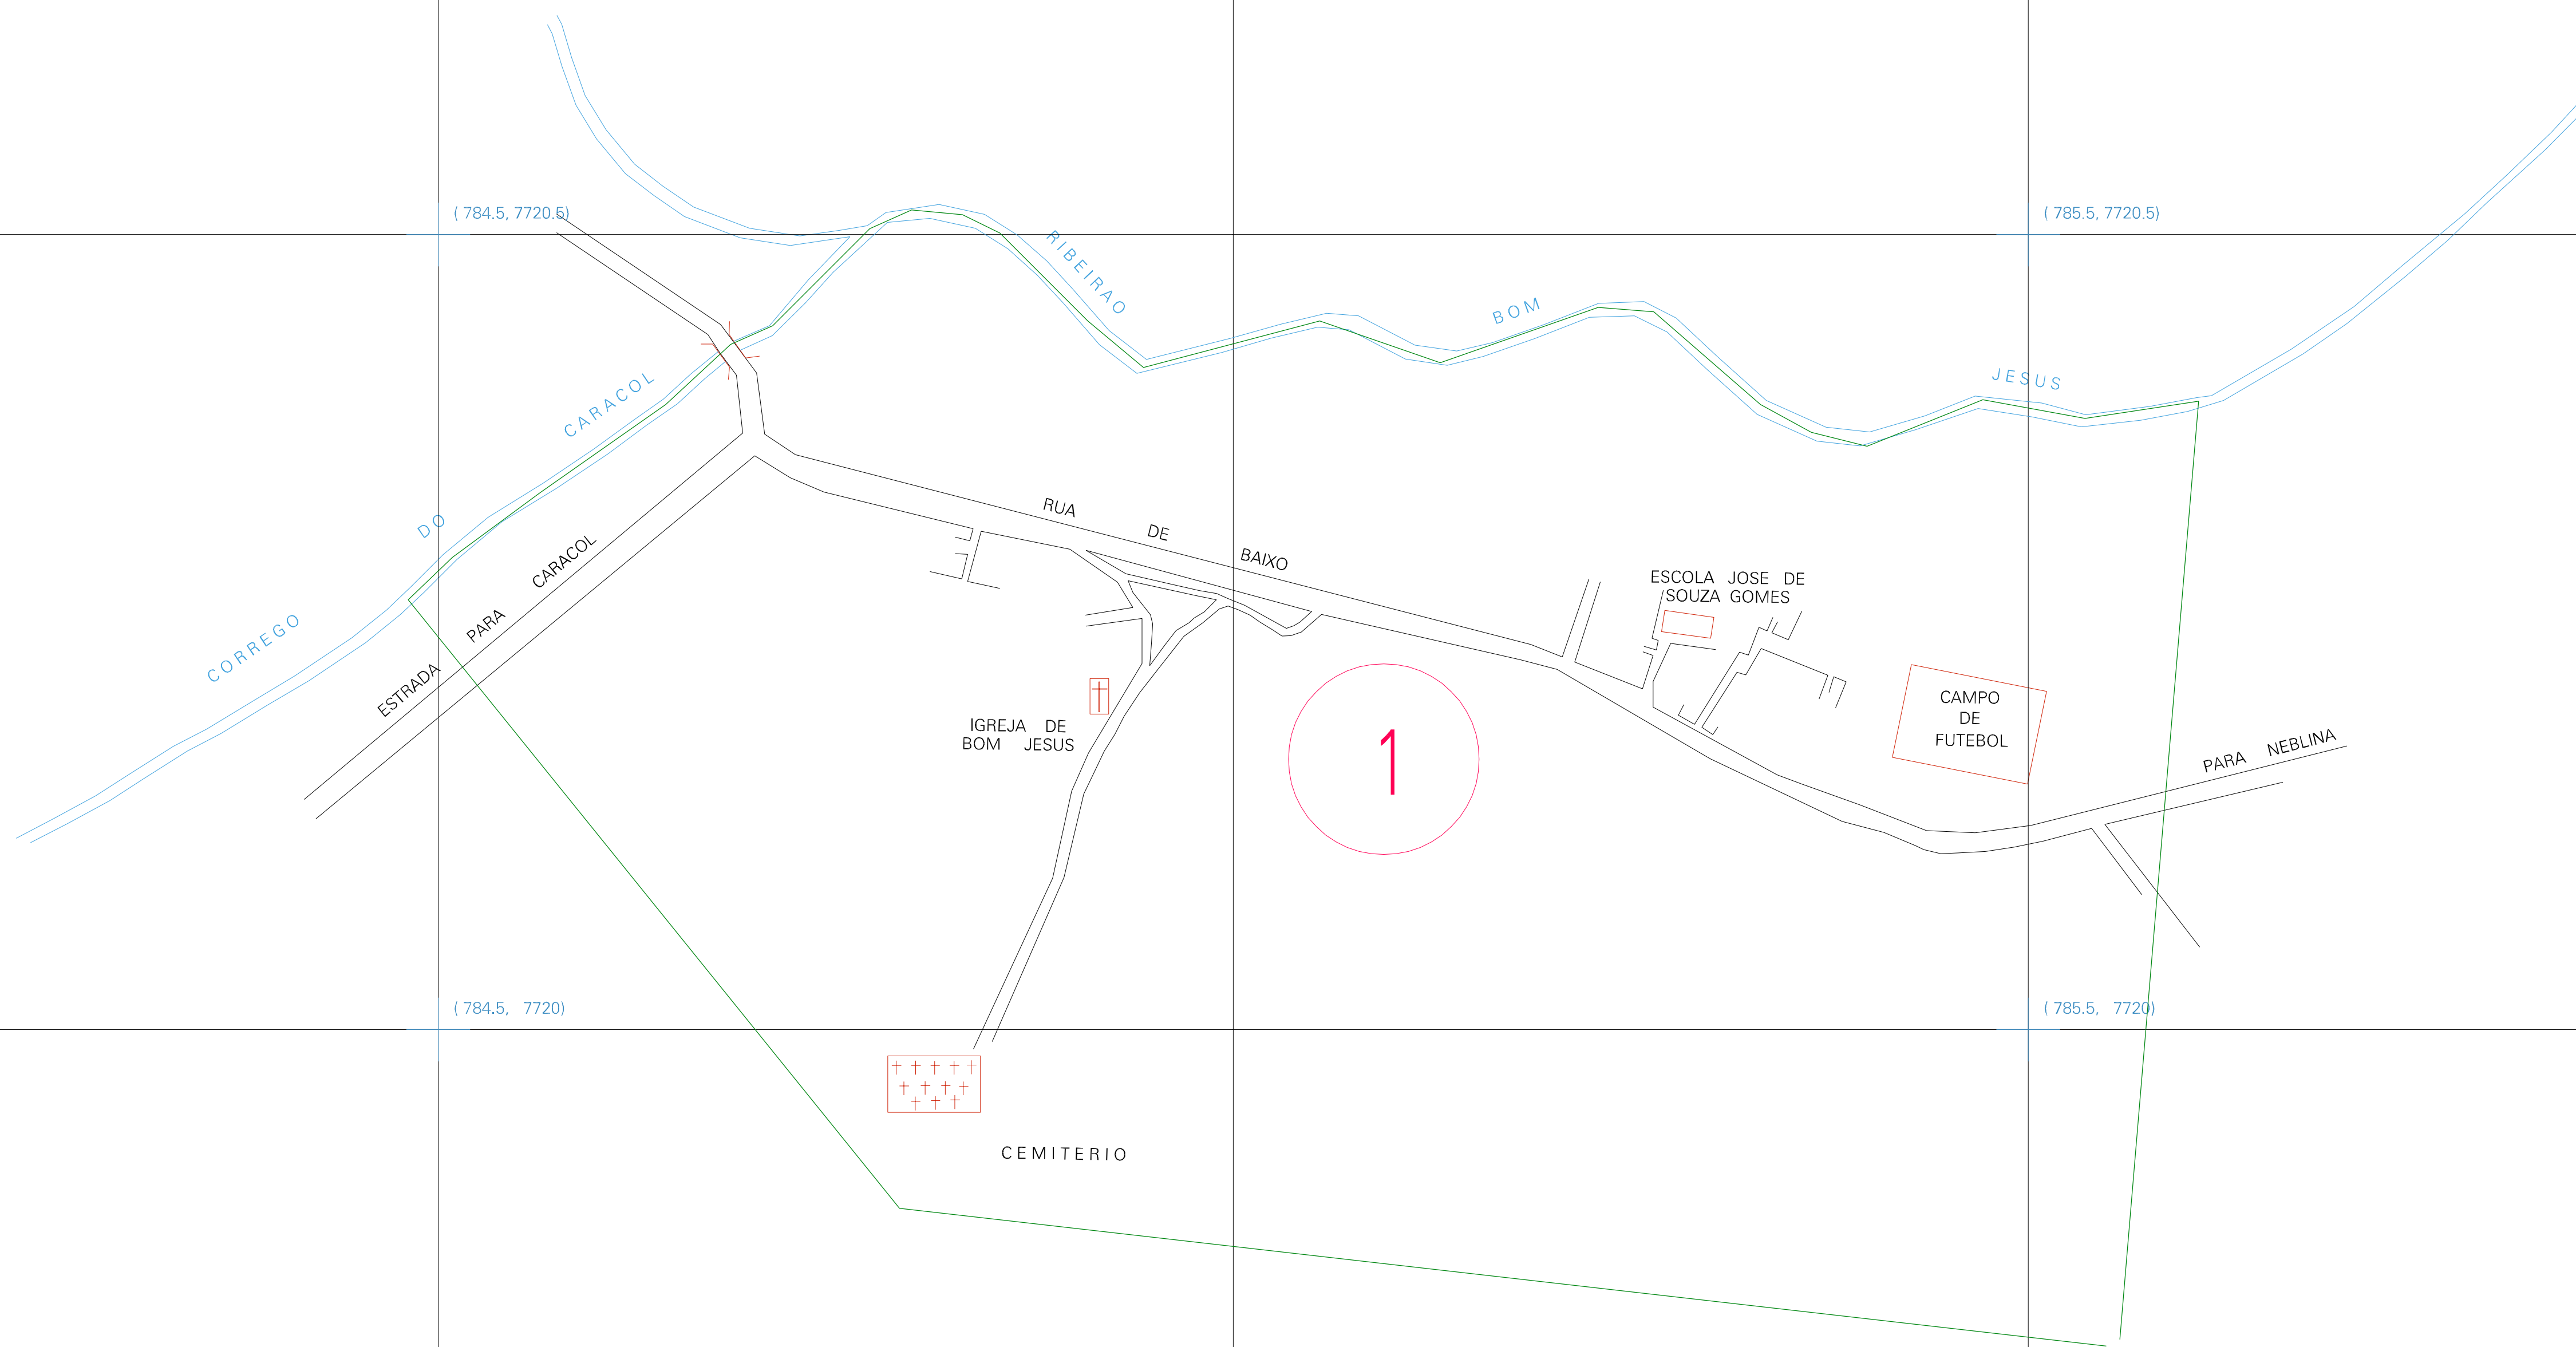 ( 784.5, 7720.5)
( 785.5, 7720.5)
RIBEIRAO
BOM
JESUS
CORREGO DO CARACOL
ESTRADA PARA CARACOL
RUA DE BAIXO
ESCOLA JOSE DE
SOUZA GOMES
IGREJA DE
BOM JESUS
1
CAMPO
DE
FUTEBOL
PARA NEBLINA
( 784.5, 7720)
( 785.5, 7720)
CEMITERIO